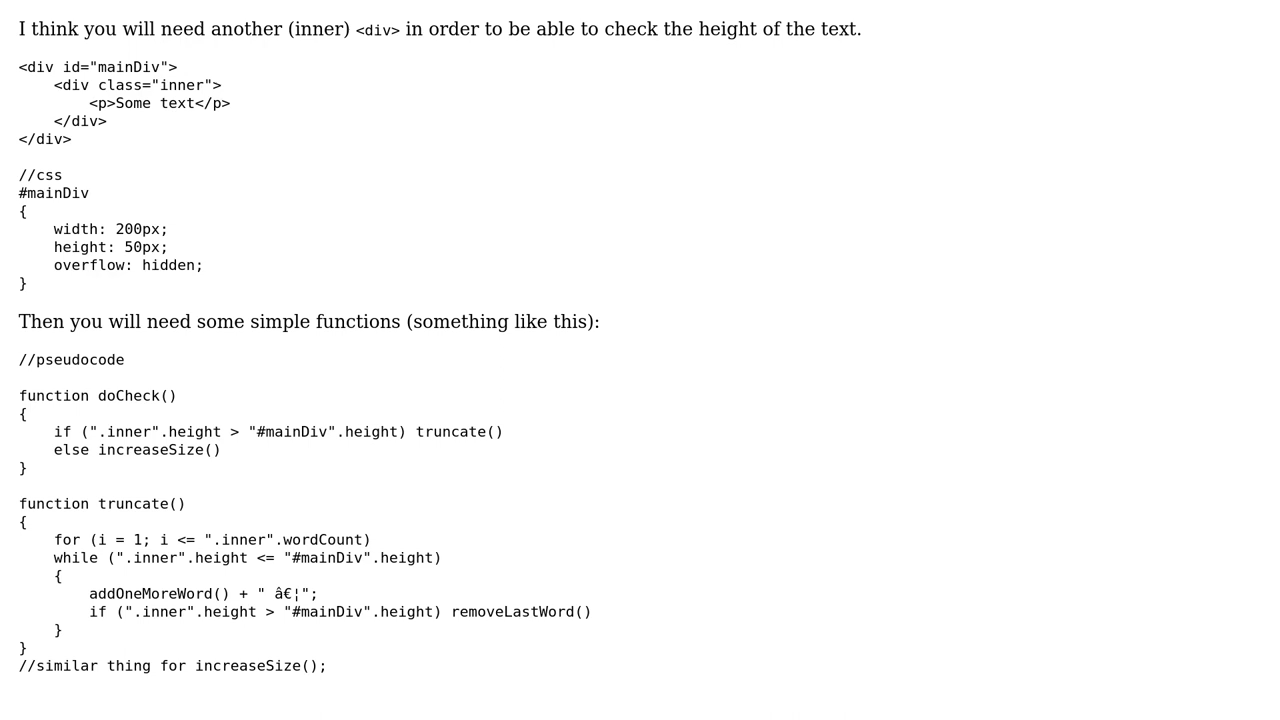 I think you will need another (inner) <div> in order to be able to check the height of the text.
<div id="mainDiv">
    <div class="inner">
        <p>Some text</p>
    </div>
</div>
//css
#mainDiv
{
    width: 200px;
    height: 50px;
    overflow: hidden;
}
Then you will need some simple functions (something like this):
//pseudocode
function doCheck()
{
    if (".inner".height > "#mainDiv".height) truncate()
    else increaseSize()
}
function truncate()
{
    for (i = 1; i <= ".inner".wordCount)
    while (".inner".height <= "#mainDiv".height)
    {
        addOneMoreWord() + " â€¦";
        if (".inner".height > "#mainDiv".height) removeLastWord()
    }
}
//similar thing for increaseSize();